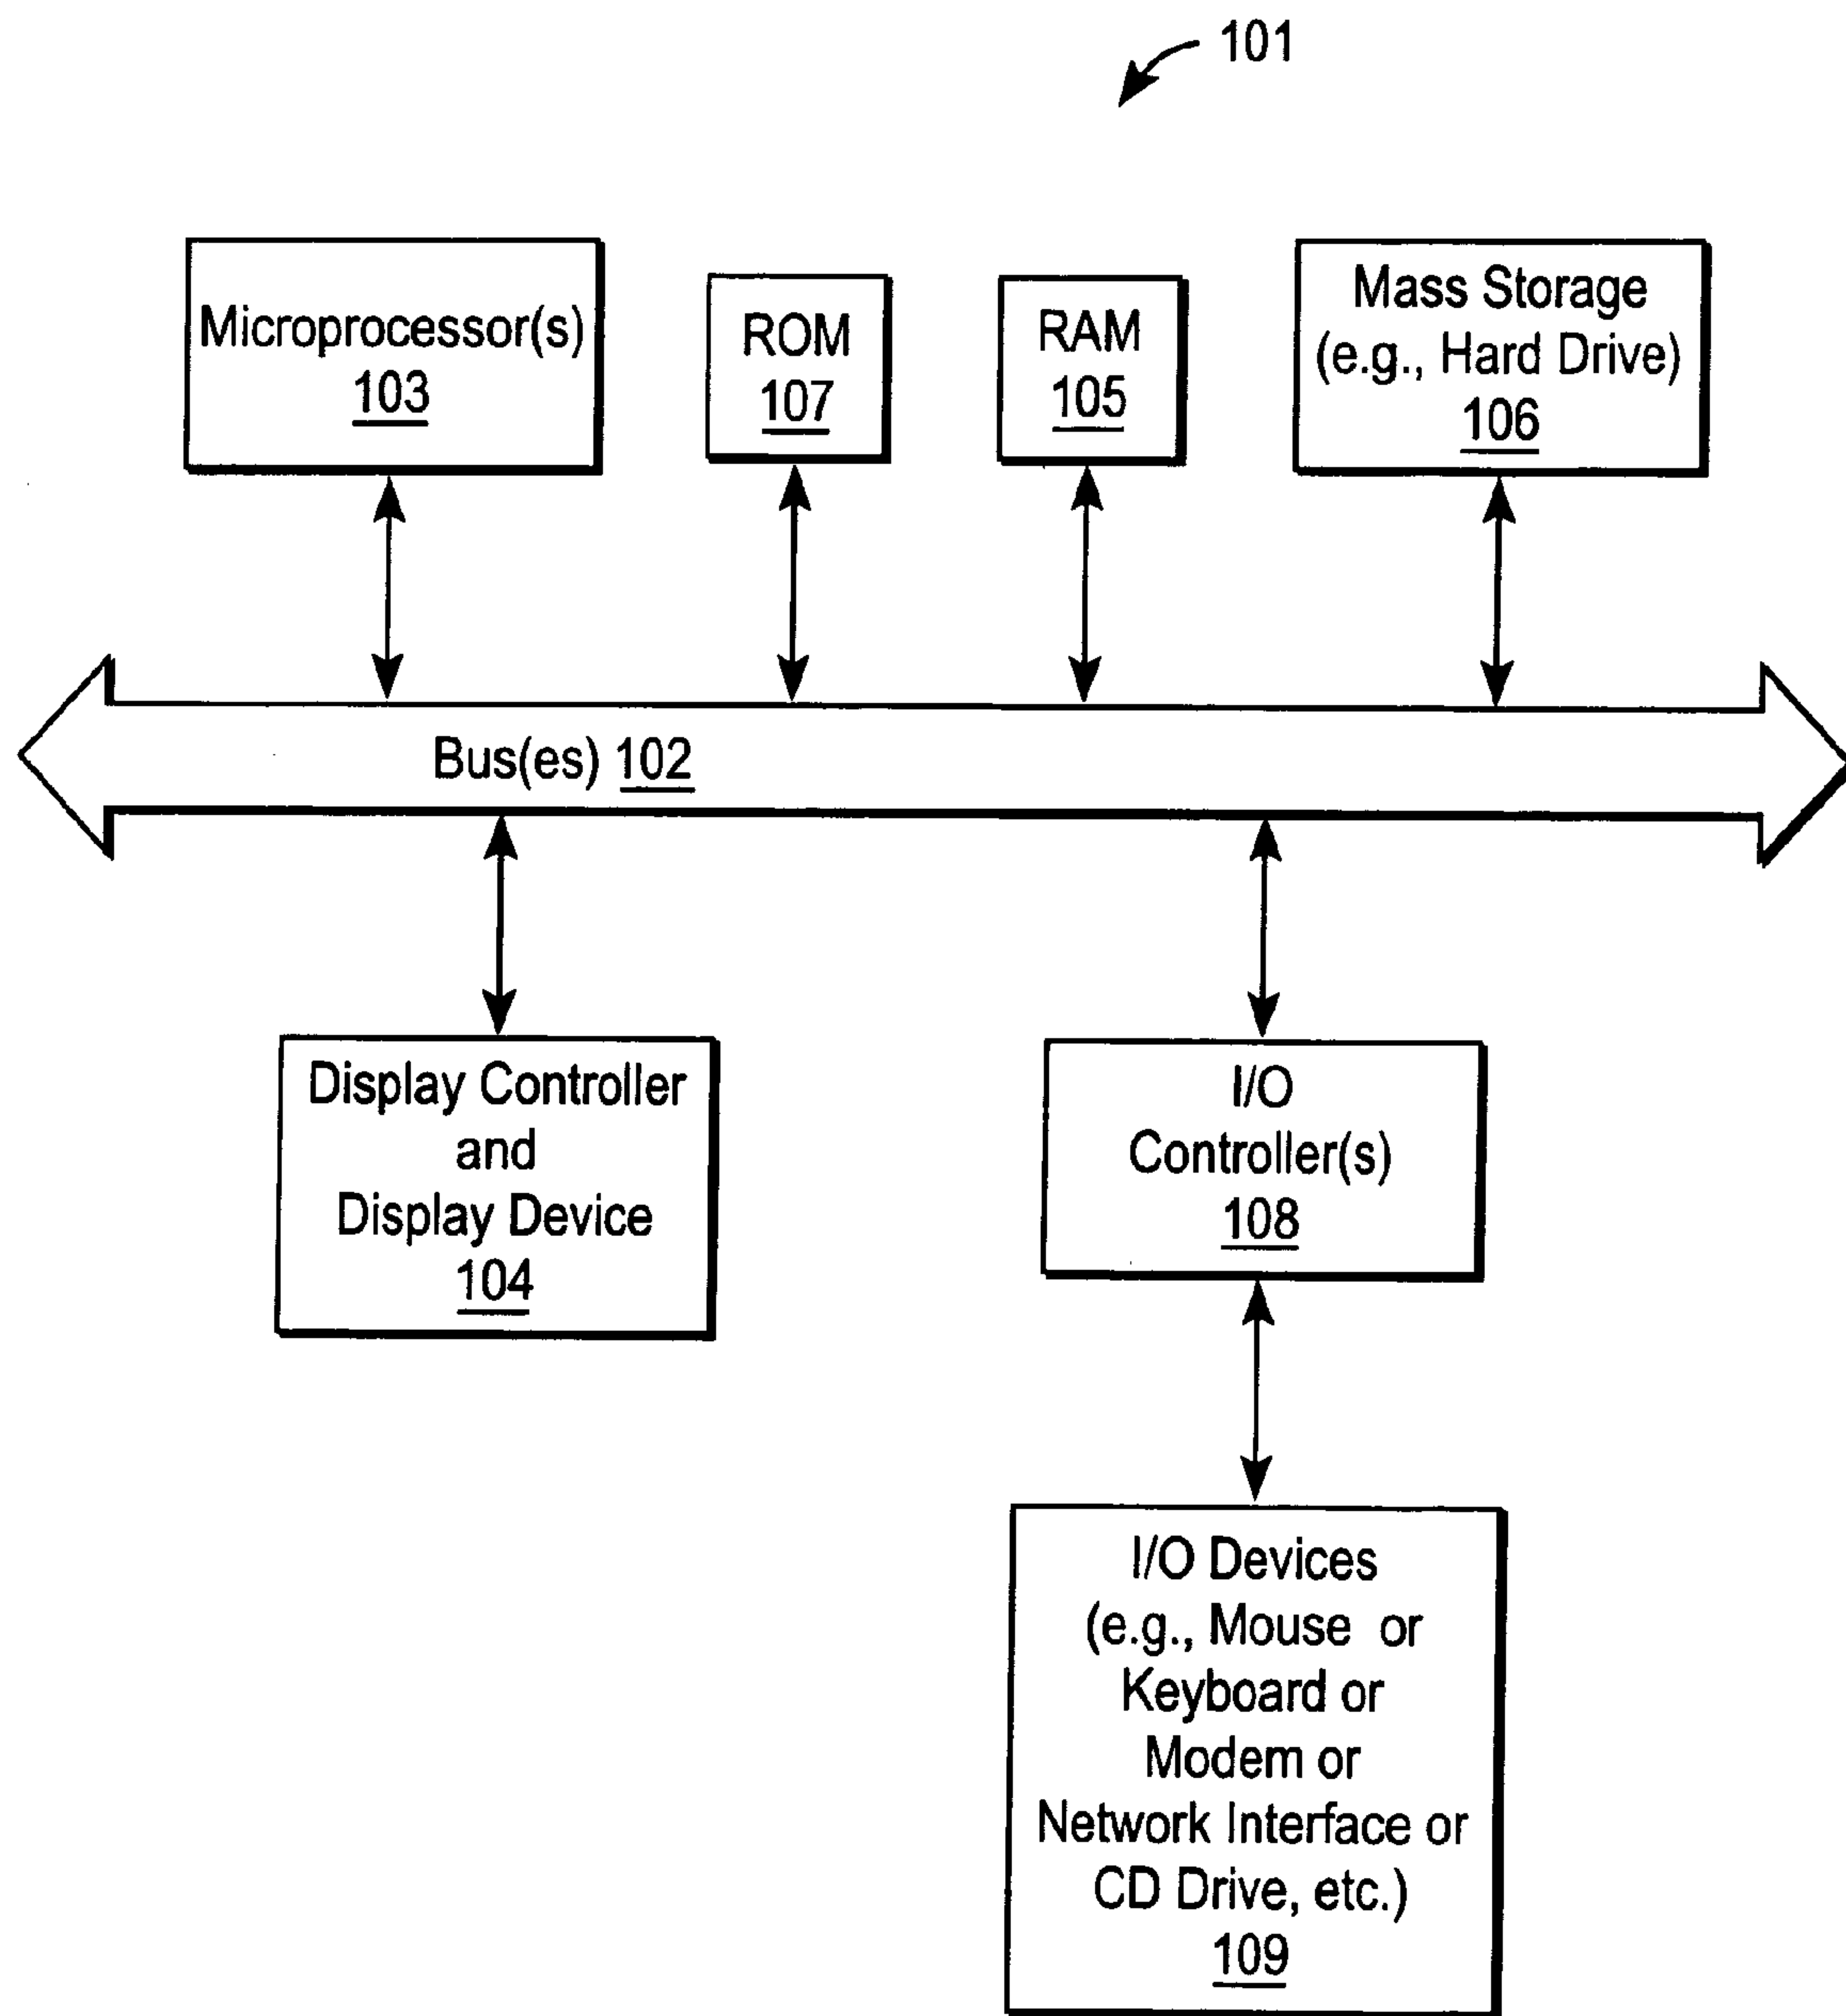 101
Microprocessor(s)
103
ROM
107
RAM
105
Mass Storage
(e.g., Hard Drive)
106
Bus(es) 102
Display Controller
and
Display Device
104
I/O
Controller(s)
108
I/O Devices
(e.g., Mouse or
Keyboard or
Modem or
Network Interface or
CD Drive, etc.)
109